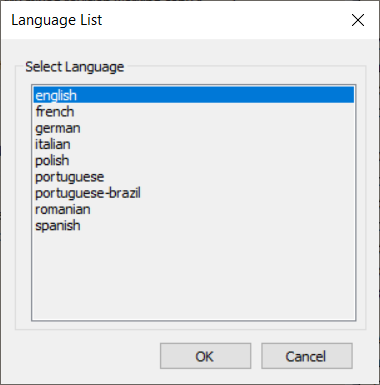 Language List
Select Language
english
french
german
italian
polish
portuguese
portuguese-brazil
romanian
spanish
OK Cancel